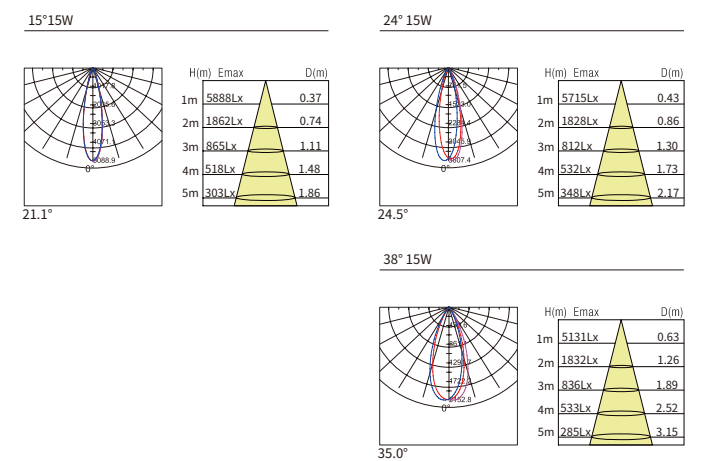 15°15W
H(m) Emax D(m)
1m 5888Lx 0.37
2m 1862Lx 0.74
3m 865Lx 1.11
4m 518Lx 1.48
5m 303Lx 1.86
0°
21.1°
24° 15W
H(m) Emax D(m)
1m 5715Lx 0.43
2m 1828Lx 0.86
3m 812Lx 1.30
4m 532Lx 1.73
5m 348Lx 2.17
0°
24.5°
38° 15W
H(m) Emax D(m)
1m 5131Lx 0.63
2m 1832Lx 1.26
3m 836Lx 1.89
4m 533Lx 2.52
5m 285Lx 3.15
0°
35.0°